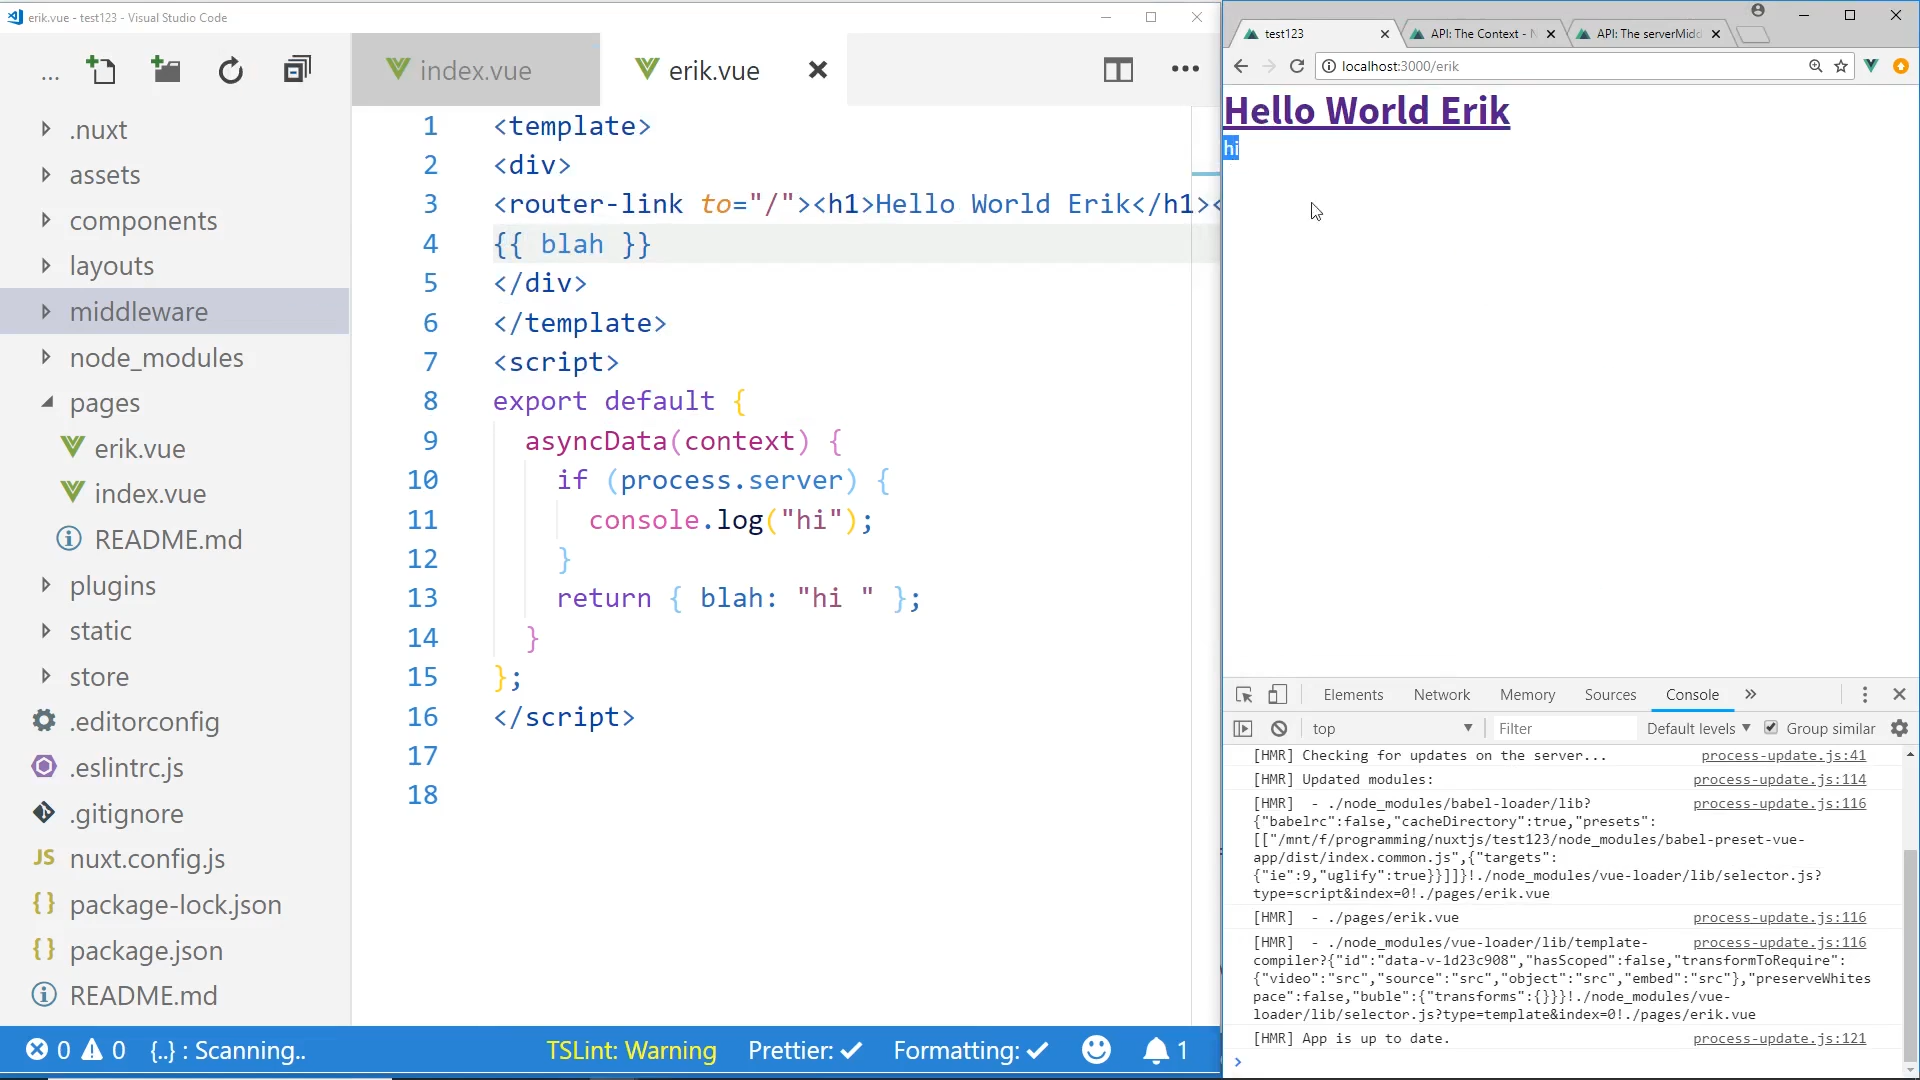 erik.vue - test123 - Visual Studio Code
...
.nuxt
assets
components
layouts
middleware
node_modules
pages
erik.vue
index.vue
README.md
plugins
static
store
.editorconfig
.eslintrc.js
.gitignore
JS nuxt.config.js
{} package-lock.json
{} package.json
README.md
index.vue
erik.vue
1 <template>
2 <div>
3 <router-link to="/"><h1>Hello World Erik</h1><
4 {{ blah }}
5 </div>
6 </template>
7 <script>
8 export default {
9 asyncData(context) {
10 if (process.server) {
11 console.log("hi");
12 }
13 return { blah: "hi " };
14 }
15 };
16 </script>
17
18
0 0 {..} : Scanning..
TSLint: Warning
Prettier:
Formatting:
1
test123
API: The Context - N
API: The serverMidd
localhost:3000/erik
Hello World Erik
hi
Elements Network Memory Sources Console
top
Filter
Default levels
Group similar
[HMR] Checking for updates on the server... process-update.js:41
[HMR] Updated modules: process-update.js:114
[HMR]  - ./node_modules/babel-loader/lib? process-update.js:116
{"babelrc":false,"cacheDirectory":true,"presets":
[["/mnt/f/programming/nuxtjs/test123/node_modules/babel-preset-vue-
app/dist/index.common.js",{"targets":
{"ie":9,"uglify":true}}]]}!./node_modules/vue-loader/lib/selector.js?
type=script&index=0!./pages/erik.vue
[HMR]  - ./pages/erik.vue process-update.js:116
[HMR]  - ./node_modules/vue-loader/lib/template- process-update.js:116
compiler?{"id":"data-v-1d23c908","hasScoped":false,"transformToRequire":
{"video":"src","source":"src","object":"src","embed":"src"},"preserveWhites
pace":false,"buble":{"transforms":{}}}!./node_modules/vue-
loader/lib/selector.js?type=template&index=0!./pages/erik.vue
[HMR] App is up to date. process-update.js:121